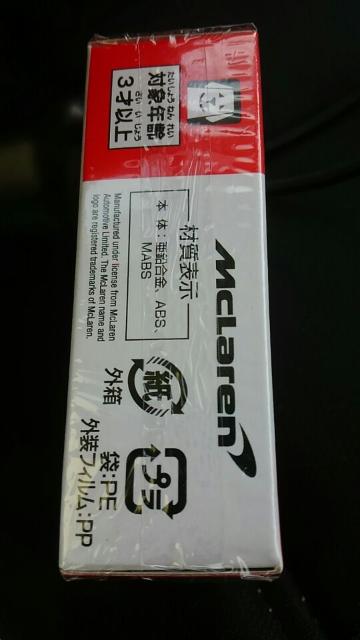 たいしょうねんれい
対象年齢
さい いじょう
3才以上
McLaren
材質表示
本体：亜鉛合金、ABS、
MABS
Manufactured under license from McLaren
Automotive Limited. The McLaren name and
logo are registered trademarks of McLaren.
紙
外箱
プラ
袋:PE
外装フィルム:PP